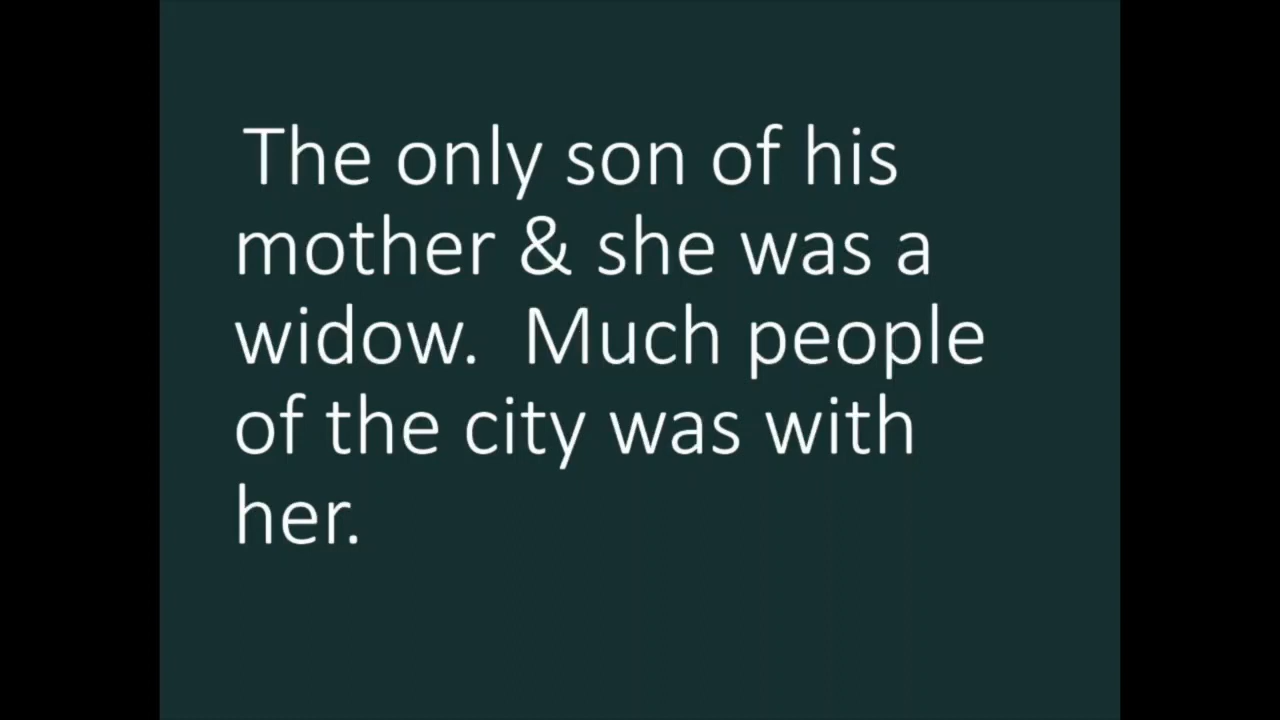 The only son of his
mother & she was a
widow.  Much people
of the city was with
her.